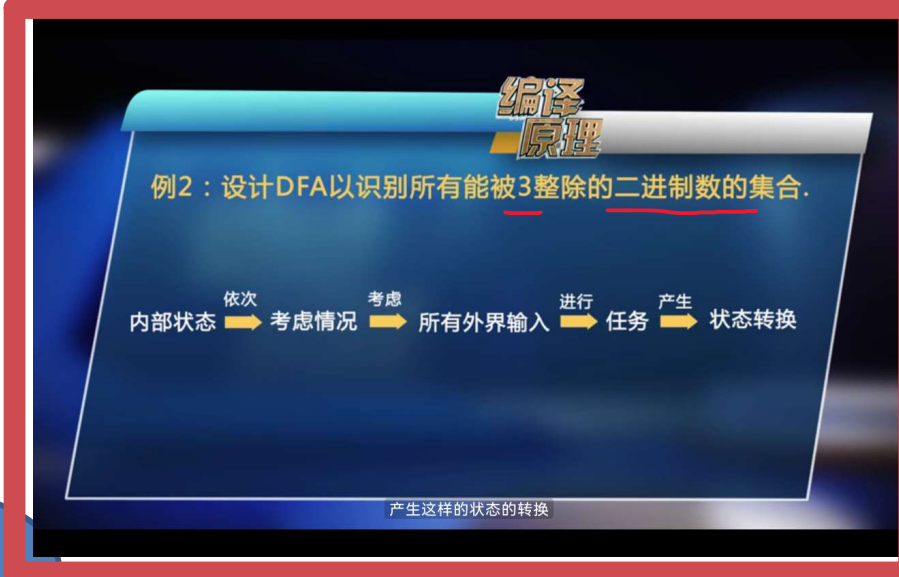 编译
原理
例2：设计DFA以识别所有能被3整除的二进制数的集合.
内部状态 依次 考虑情况 考虑 所有外界输入 进行 任务 产生 状态转换
产生这样的状态的转换